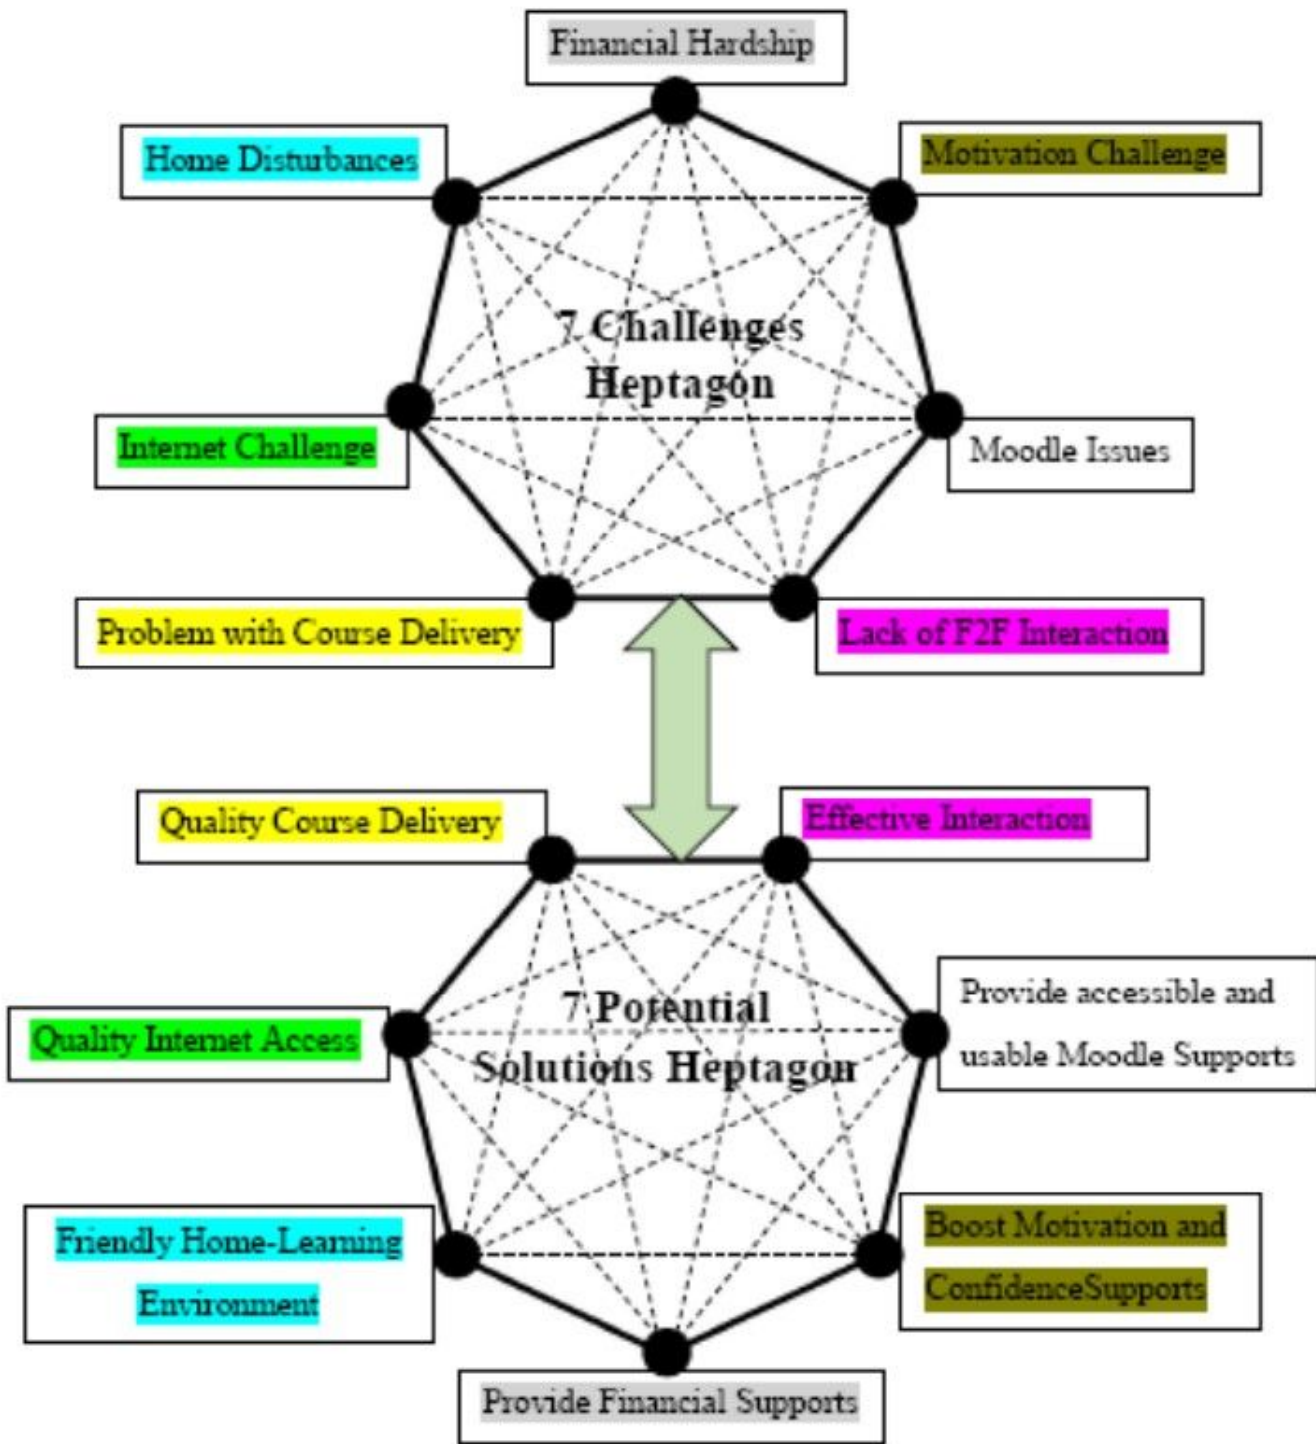 Financial Hardship
Home Disturbances
Motivation Challenge
7 Challenges
Heptagon
Internet Challenge
Moodle Issues
Problem with Course Delivery
Lack of F2F Interaction
Quality Course Delivery
Effective Interaction
7 Potential
Solutions Heptagon
Provide accessible and
usable Moodle Supports
Quality Internet Access
Friendly Home-Learning
Environment
Boost Motivation and
ConfidenceSupports
Provide Financial Supports